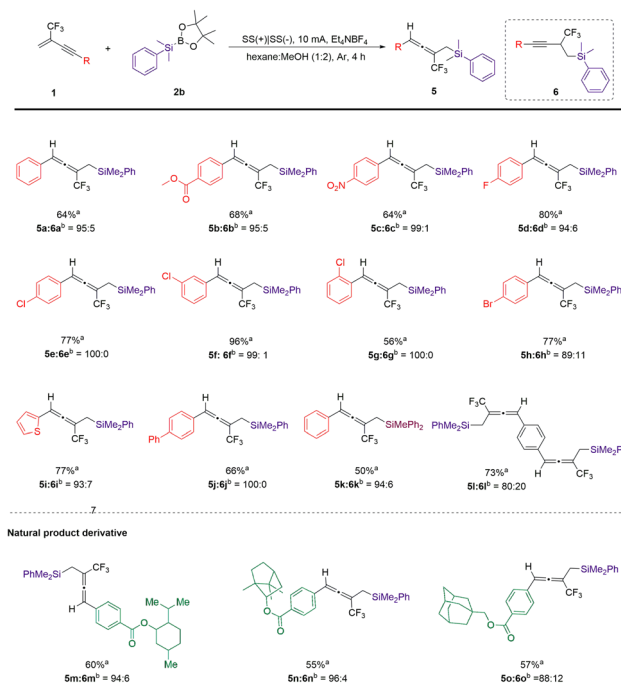 CF3
R
1
+
O
B
O
Si
2b
SS(+)|SS(-), 10 mA, Et4NBF4
hexane:MeOH (1:2), Ar, 4 h
H
R
CF3
Si
5
R
CF3
Si
6
H
SiMe2Ph
CF3
64%a
5a:6ab = 95:5
H
SiMe2Ph
CF3
O
O
68%a
5b:6bb = 95:5
H
SiMe2Ph
CF3
NO2
64%a
5c:6cb = 99:1
H
SiMe2Ph
CF3
F
80%a
5d:6db = 94:6
H
SiMe2Ph
CF3
Cl
77%a
5e:6eb = 100:0
Cl
H
SiMe2Ph
CF3
96%a
5f: 6fb = 99: 1
Cl
H
SiMe2Ph
CF3
56%a
5g:6gb = 100:0
H
SiMe2Ph
CF3
Br
77%a
5h:6hb = 89:11
H
SiMe2Ph
CF3
S
77%a
5i:6ib = 93:7
H
SiMe2Ph
CF3
Ph
66%a
5j:6jb = 100:0
H
SiMePh2
CF3
50%a
5k:6kb = 94:6
F3C
H
PhMe2Si
SiMe2F
H
CF3
73%a
5l:6lb = 80:20
7
Natural product derivative
PhMe2Si
CF3
H
O
O
Me
Me
Me
60%a
5m:6mb = 94:6
H
SiMe2Ph
CF3
O
O
55%a
5n:6nb = 96:4
H
SiMe2Ph
CF3
O
O
57%a
5o:6ob =88:12